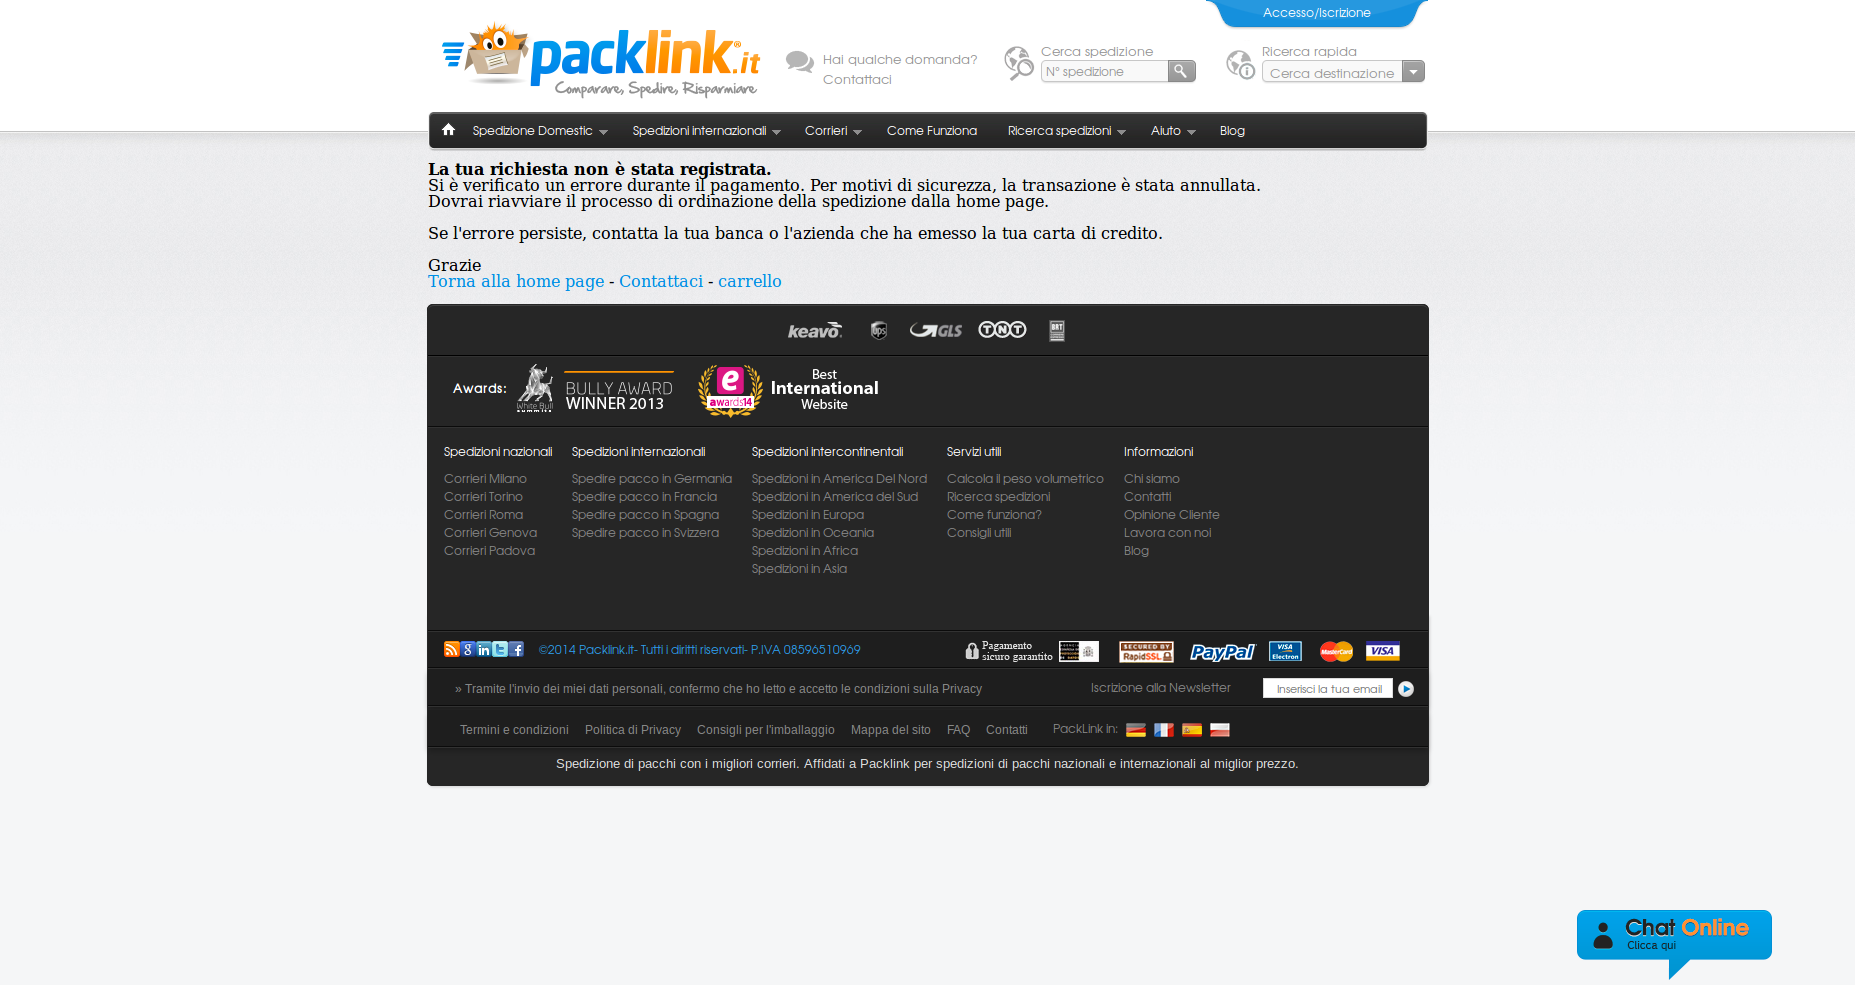 Accesso/Iscrizione
packlink.it
Comparare, Spedire, Risparmiare
Hai qualche domanda?
Contattaci
Cerca spedizione
N° spedizione
Ricerca rapida
Cerca destinazione
Spedizione Domestic
Spedizioni internazionali
Corrieri
Come Funziona
Ricerca spedizioni
Aiuto
Blog
La tua richiesta non è stata registrata.
Si è verificato un errore durante il pagamento. Per motivi di sicurezza, la transazione è stata annullata.
Dovrai riavviare il processo di ordinazione della spedizione dalla home page.
Se l'errore persiste, contatta la tua banca o l'azienda che ha emesso la tua carta di credito.
Grazie
Torna alla home page - Contattaci - carrello
keavo
ups
GLS
TNT
BRT
Awards:
White Bull
summits
BULLY AWARD
WINNER 2013
e
awards14
Best
International
Website
Spedizioni nazionali
Corrieri Milano
Corrieri Torino
Corrieri Roma
Corrieri Genova
Corrieri Padova
Spedizioni internazionali
Spedire pacco in Germania
Spedire pacco in Francia
Spedire pacco in Spagna
Spedire pacco in Svizzera
Spedizioni intercontinentali
Spedizioni in America Del Nord
Spedizioni in America del Sud
Spedizioni in Europa
Spedizioni in Oceania
Spedizioni in Africa
Spedizioni in Asia
Servizi utili
Calcola il peso volumetrico
Ricerca spedizioni
Come funziona?
Consigli utili
Informazioni
Chi siamo
Contatti
Opinione Cliente
Lavora con noi
Blog
©2014 Packlink.it- Tutti i diritti riservati- P.IVA 08596510969
Pagamento
sicuro garantito
SECURED BY
RapidSSL
PayPal
VISA
Electron
MasterCard
VISA
» Tramite l'invio dei miei dati personali, confermo che ho letto e accetto le condizioni sulla Privacy
Iscrizione alla Newsletter
Inserisci la tua email
Termini e condizioni
Politica di Privacy
Consigli per l'imballaggio
Mappa del sito
FAQ
Contatti
PackLink in:
Spedizione di pacchi con i migliori corrieri. Affidati a Packlink per spedizioni di pacchi nazionali e internazionali al miglior prezzo.
Chat Online
Clicca qui